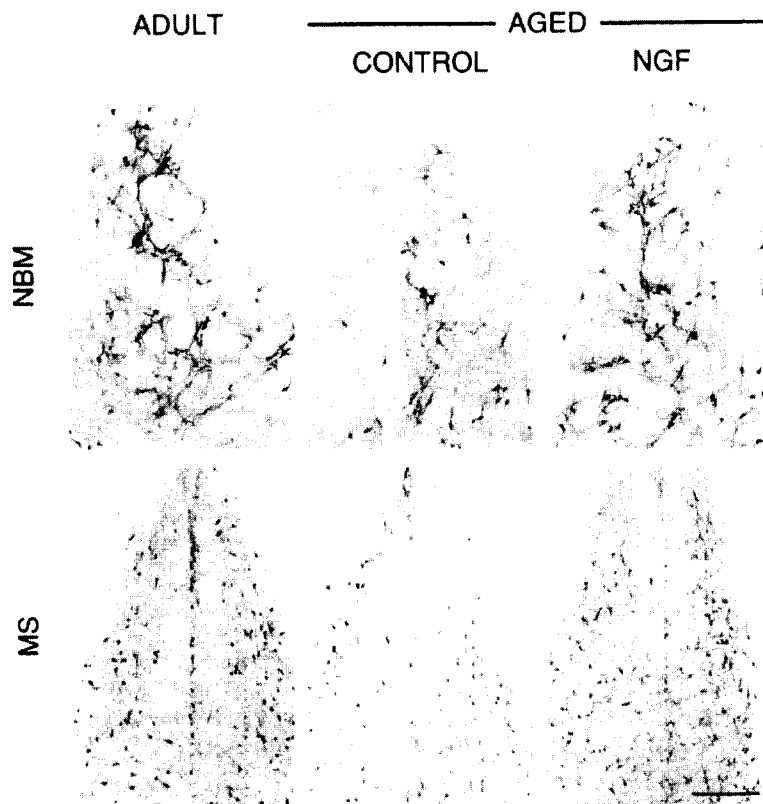 ADULT
AGED
CONTROL
NGF
NBM
MS